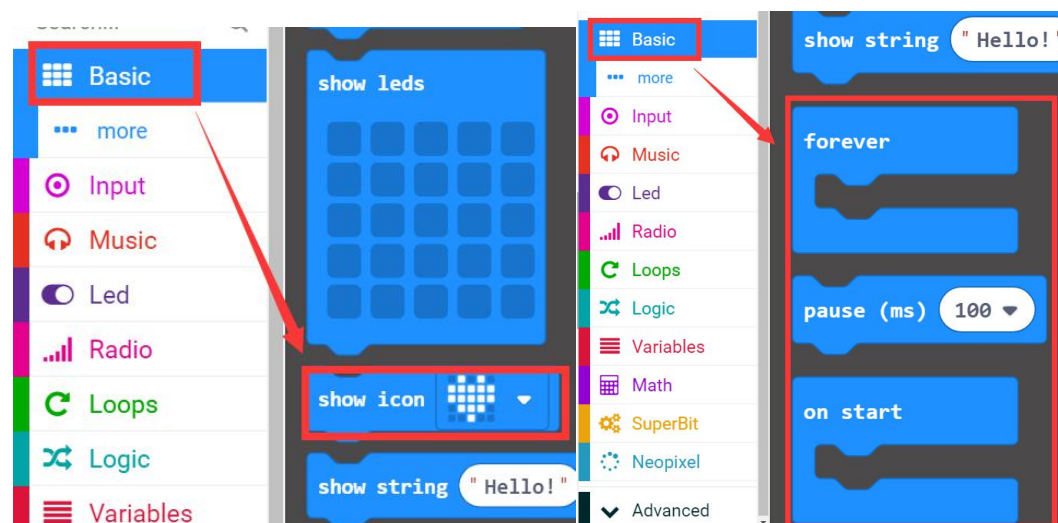 Basic
more
Input
Music
Led
Radio
Loops
Logic
Variables
show leds
show icon
show string "Hello!"
Basic
more
Input
Music
Led
Radio
Loops
Logic
Variables
Math
SuperBit
Neopixel
Advanced
show string "Hello!"
forever
pause (ms) 100
on start